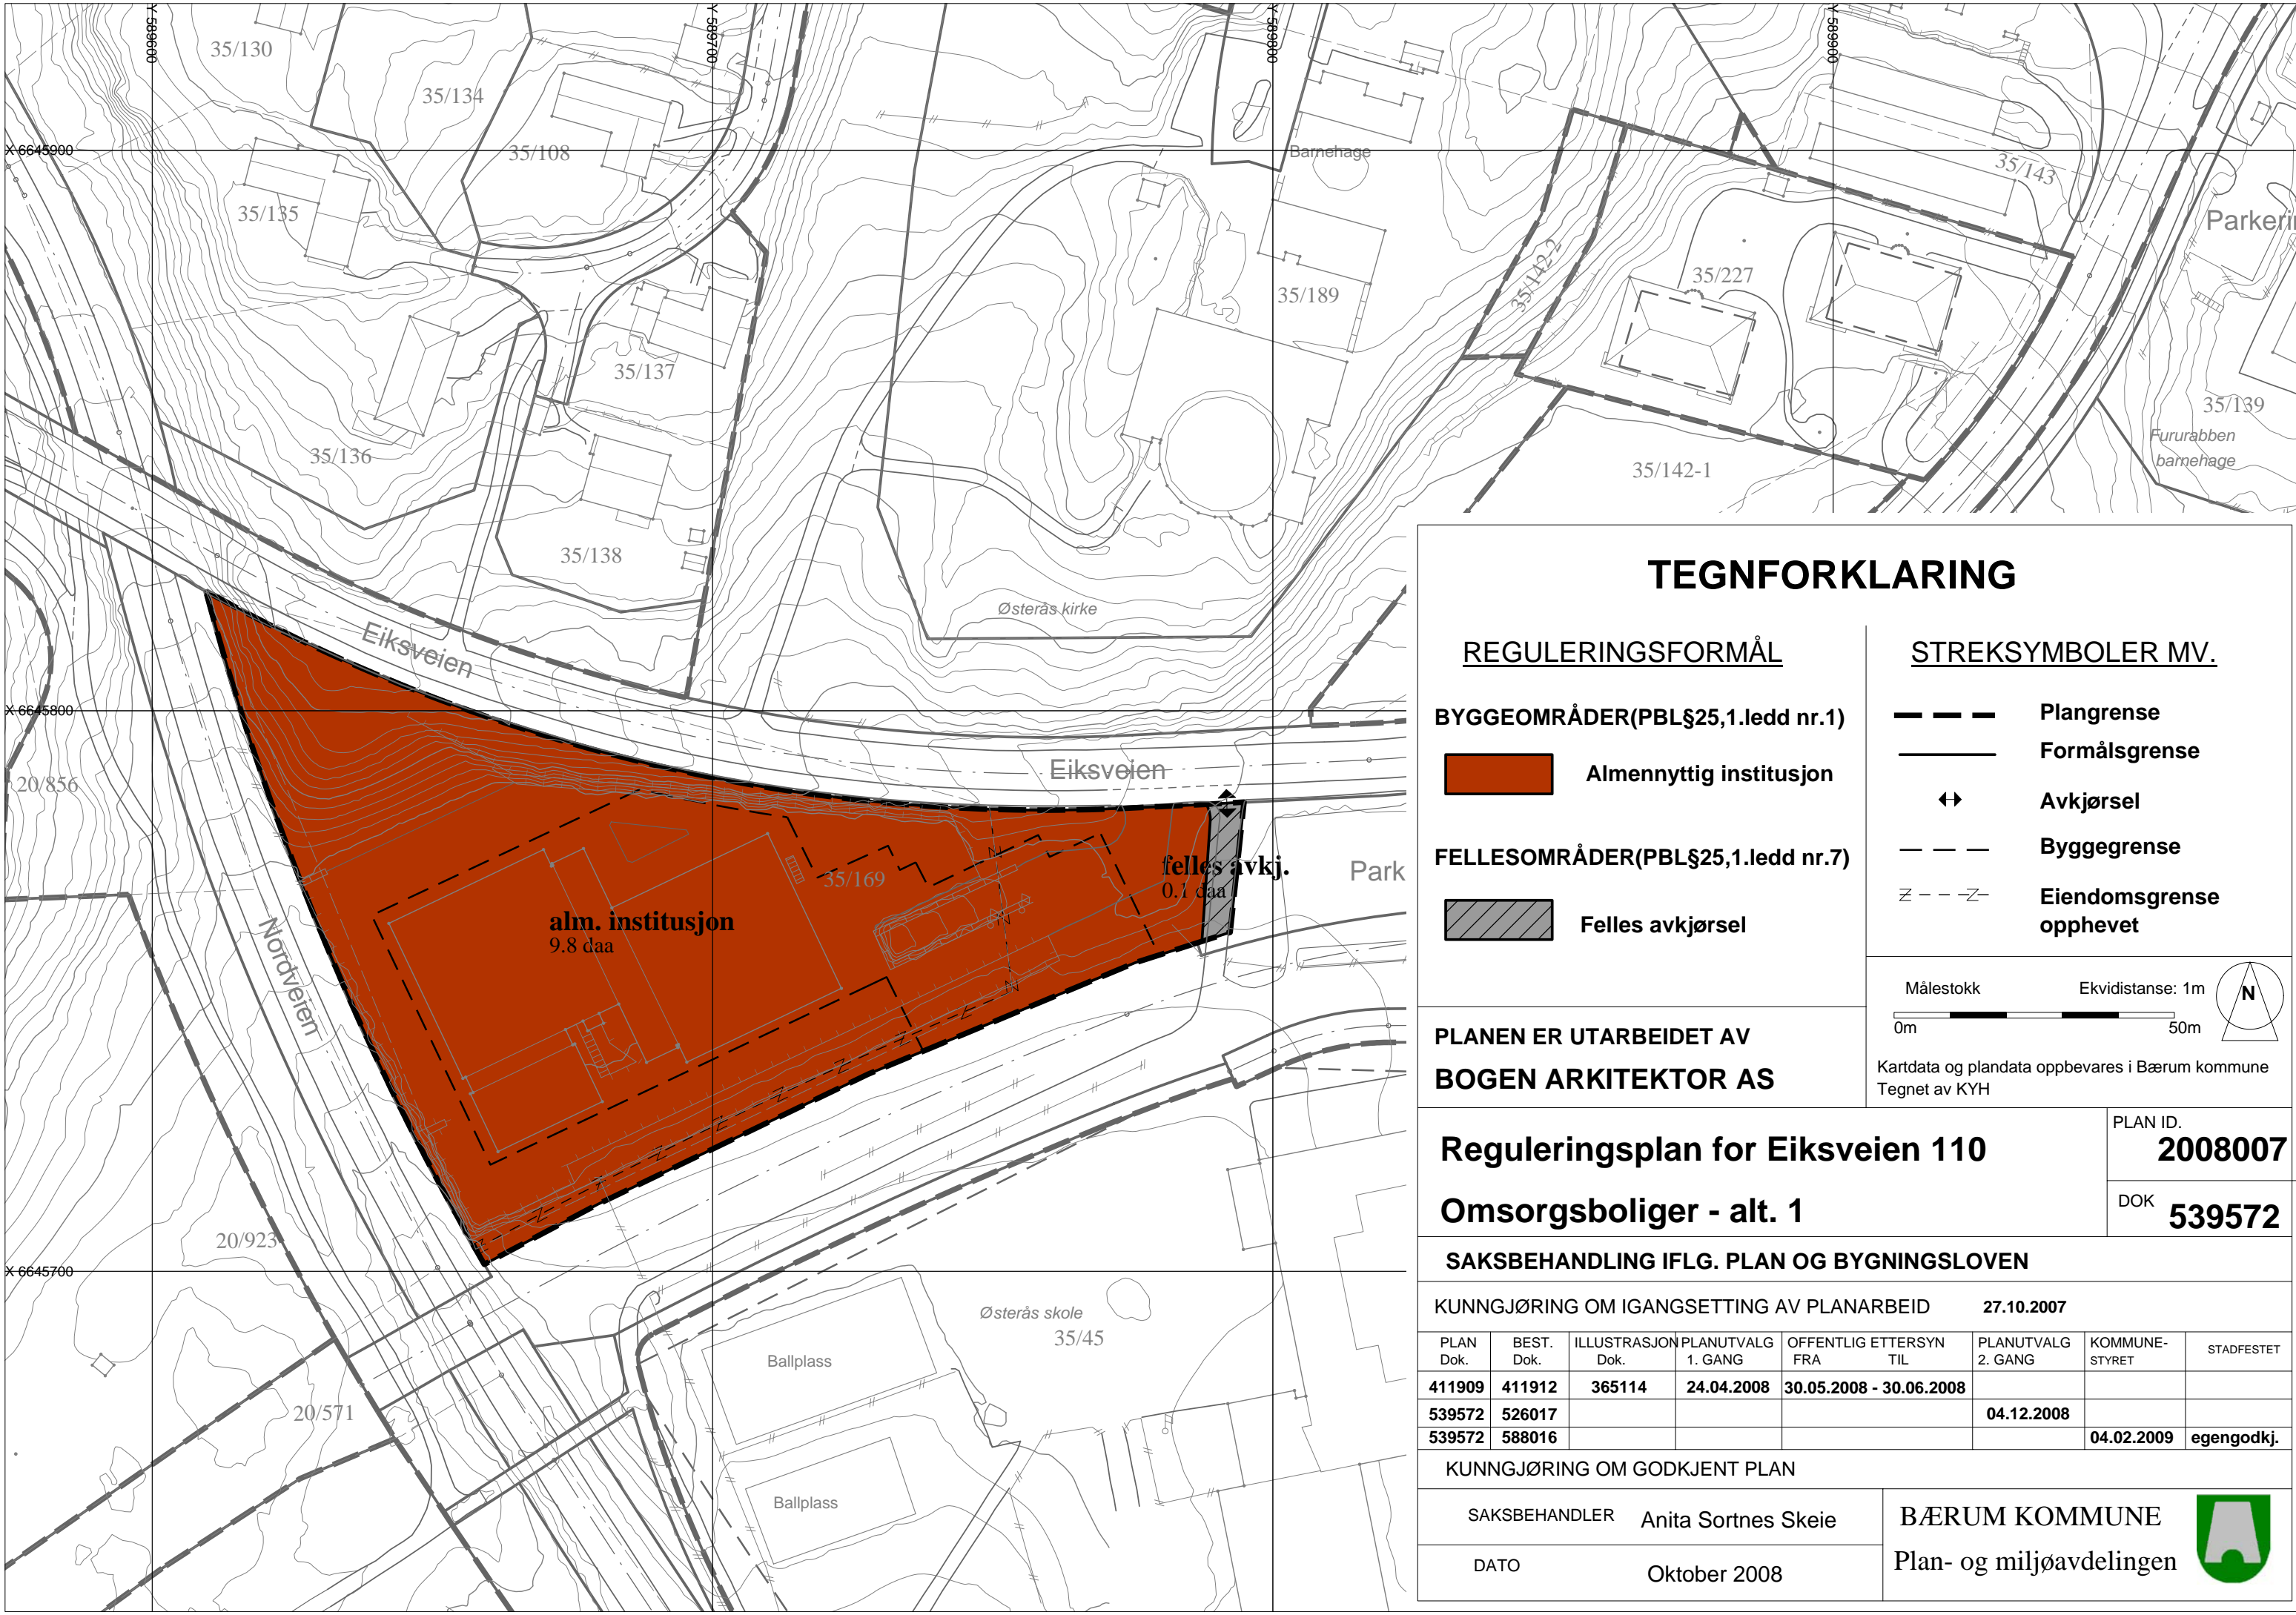 Y 589600
Y 589700
Y 589800
Y 589900
X 6645900
X 6645800
X 6645700
35/130
35/134
35/108
35/135
35/137
35/136
35/138
Barnehage
35/189
35/142-2
35/227
35/143
Parkerin
35/139
Fururabben
barnehage
35/142-1
Østerås kirke
Eiksveien
Eiksveien
20/856
Nordveien
35/169
alm. institusjon
9.8 daa
felles avkj.
0.1 daa
Park
20/923
20/571
Østerås skole
35/45
Ballplass
Ballplass
TEGNFORKLARING
REGULERINGSFORMÅL
BYGGEOMRÅDER(PBL§25,1.ledd nr.1)
Almennyttig institusjon
FELLESOMRÅDER(PBL§25,1.ledd nr.7)
Felles avkjørsel
STREKSYMBOLER MV.
Plangrense
Formålsgrense
Avkjørsel
Byggegrense
Eiendomsgrense
opphevet
Målestokk
Ekvidistanse: 1m
N
0m
50m
Kartdata og plandata oppbevares i Bærum kommune
Tegnet av KYH
PLANEN ER UTARBEIDET AV
BOGEN ARKITEKTOR AS
Reguleringsplan for Eiksveien 110
Omsorgsboliger - alt. 1
PLAN ID.
2008007
DOK 539572
SAKSBEHANDLING IFLG. PLAN OG BYGNINGSLOVEN
KUNNGJØRING OM IGANGSETTING AV PLANARBEID 27.10.2007
PLAN Dok. BEST. Dok. ILLUSTRASJON Dok. PLANUTVALG 1. GANG OFFENTLIG ETTERSYN FRA TIL PLANUTVALG 2. GANG KOMMUNE-STYRET STADFESTET
411909 411912 365114 24.04.2008 30.05.2008 - 30.06.2008
539572 526017 04.12.2008
539572 588016 04.02.2009 egengodkj.
KUNNGJØRING OM GODKJENT PLAN
SAKSBEHANDLER Anita Sortnes Skeie
DATO Oktober 2008
BÆRUM KOMMUNE
Plan- og miljøavdelingen